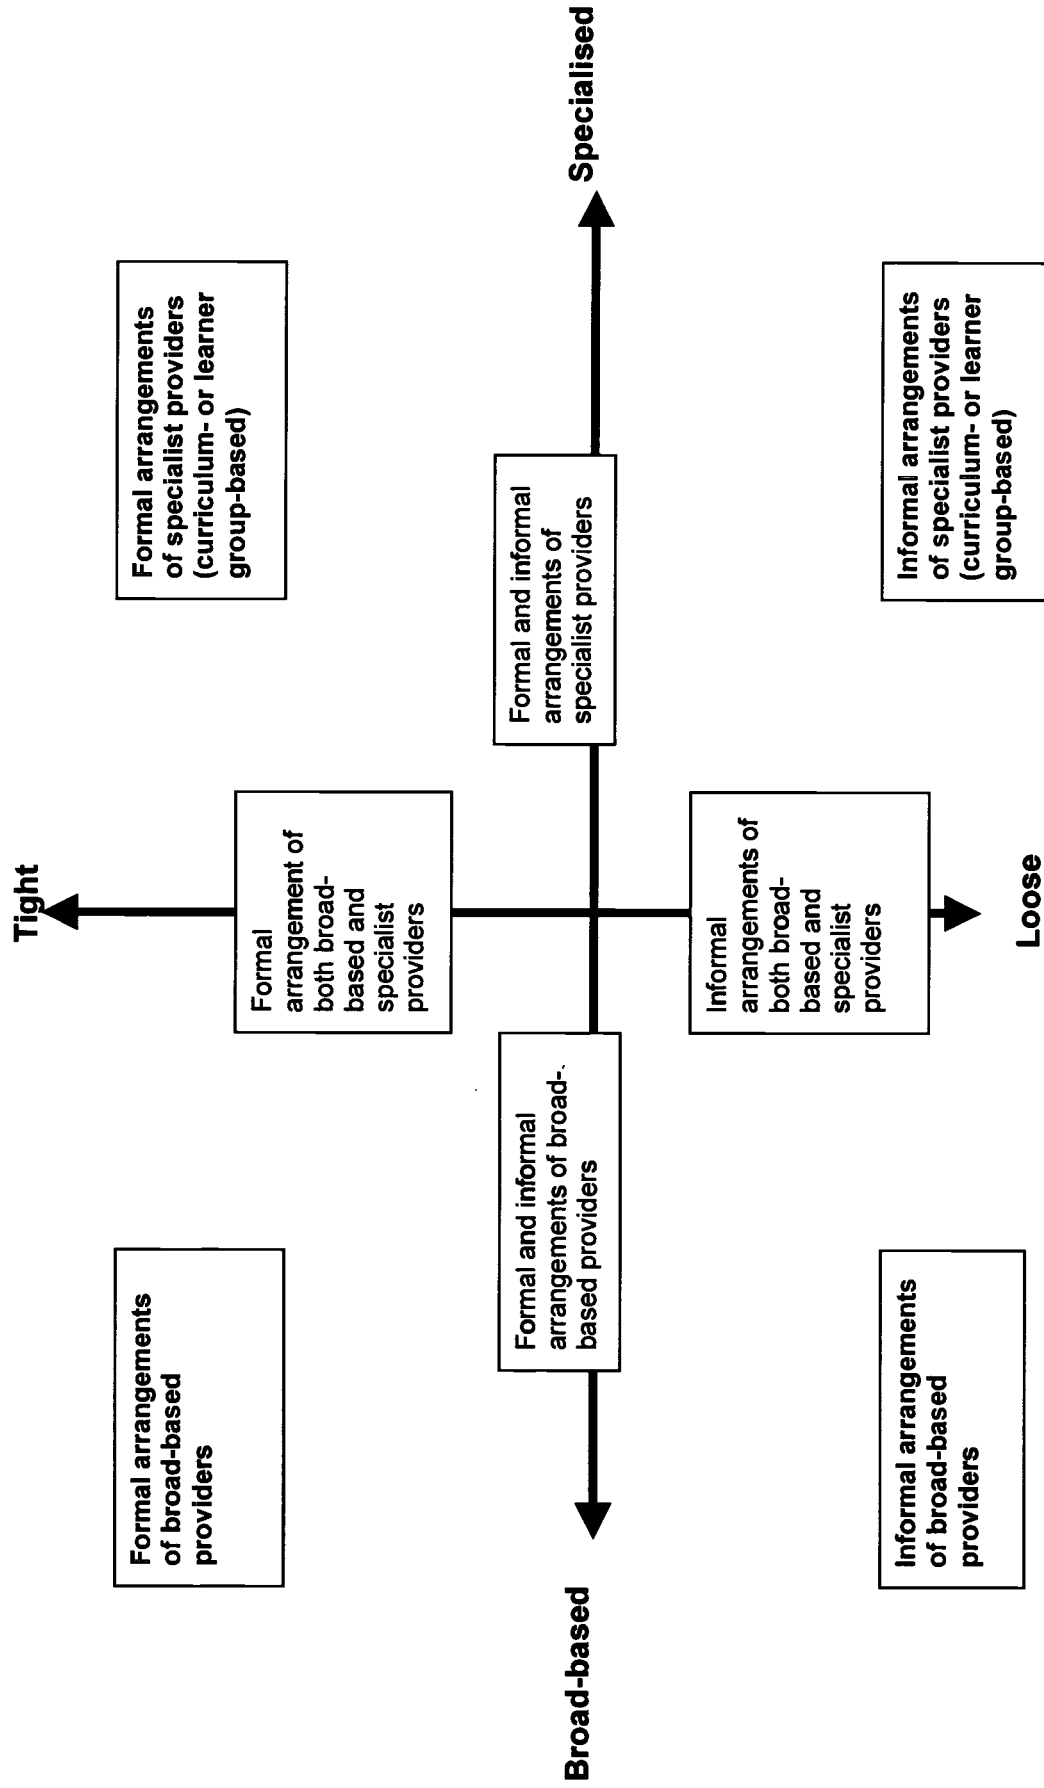 Tight
Formal arrangements
of broad-based
providers
Formal arrangements
of specialist providers
(curriculum- or learner
group-based)
Formal
arrangement of
both broad-
based and
specialist
providers
Broad-based
Formal and informal
arrangements of broad-
based providers
Formal and informal
arrangements of
specialist providers
Specialised
Informal
arrangements of
both broad-
based and
specialist
providers
Informal arrangements
of broad-based
providers
Informal arrangements
of specialist providers
(curriculum- or learner
group-based)
Loose